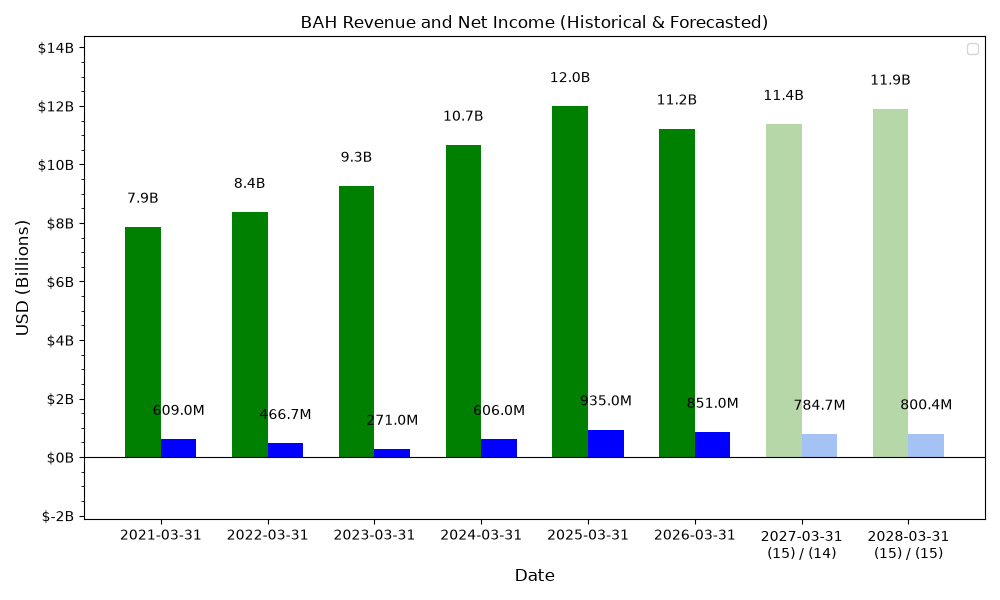 BAH Revenue and Net Income (Historical & Forecasted)
$14B
$12B
$10B
$8B
$6B
$4B
$2B
$0B
$-2B
USD (Billions)
7.9B
8.4B
9.3B
10.7B
12.0B
11.2B
11.4B
11.9B
609.0M
466.7M
271.0M
606.0M
935.0M
851.0M
784.7M
800.4M
2021-03-31
2022-03-31
2023-03-31
2024-03-31
2025-03-31
2026-03-31
2027-03-31
(15) / (14)
2028-03-31
(15) / (15)
Date